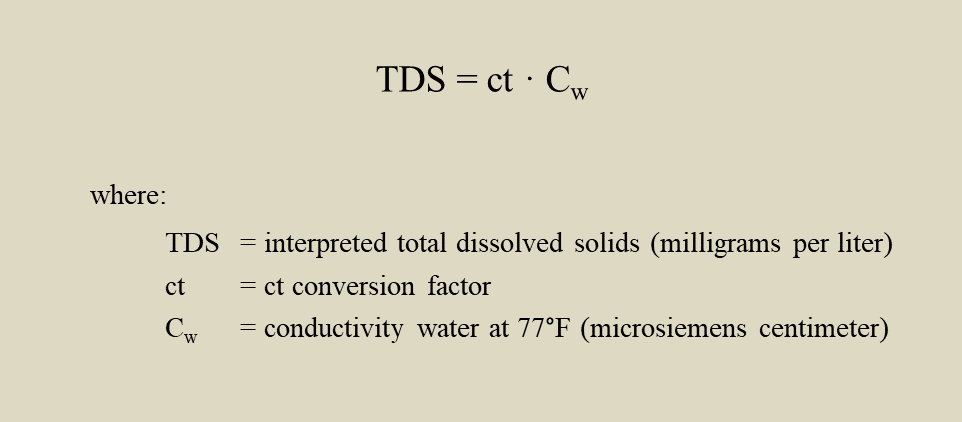 TDS = ct · Cw
where:
TDS = interpreted total dissolved solids (milligrams per liter)
ct = ct conversion factor
Cw = conductivity water at 77°F (microsiemens centimeter)